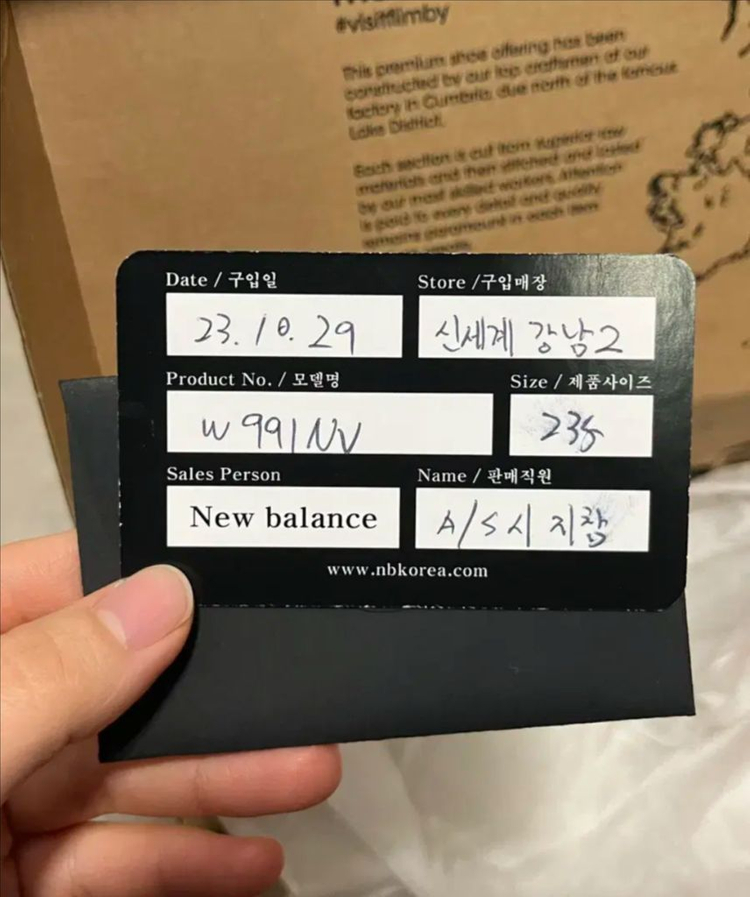 #visitflimby
This premium shoe offering has been
constructed by our top craftsmen of our
factory in Cumbria, due north of the famous
Lake District.
Each section is cut from superior raw
materials and then stitched and lasted
by our most skilled workers. Attention
is paid to every detail and quality
remains paramount in each item
Date / 구입일
Store /구입매장
23. 10. 29
신세계 강남2
Product No. / 모델명
Size / 제품사이즈
W991NV
235
Sales Person
Name / 판매직원
New balance
A/S시 지참
www.nbkorea.com